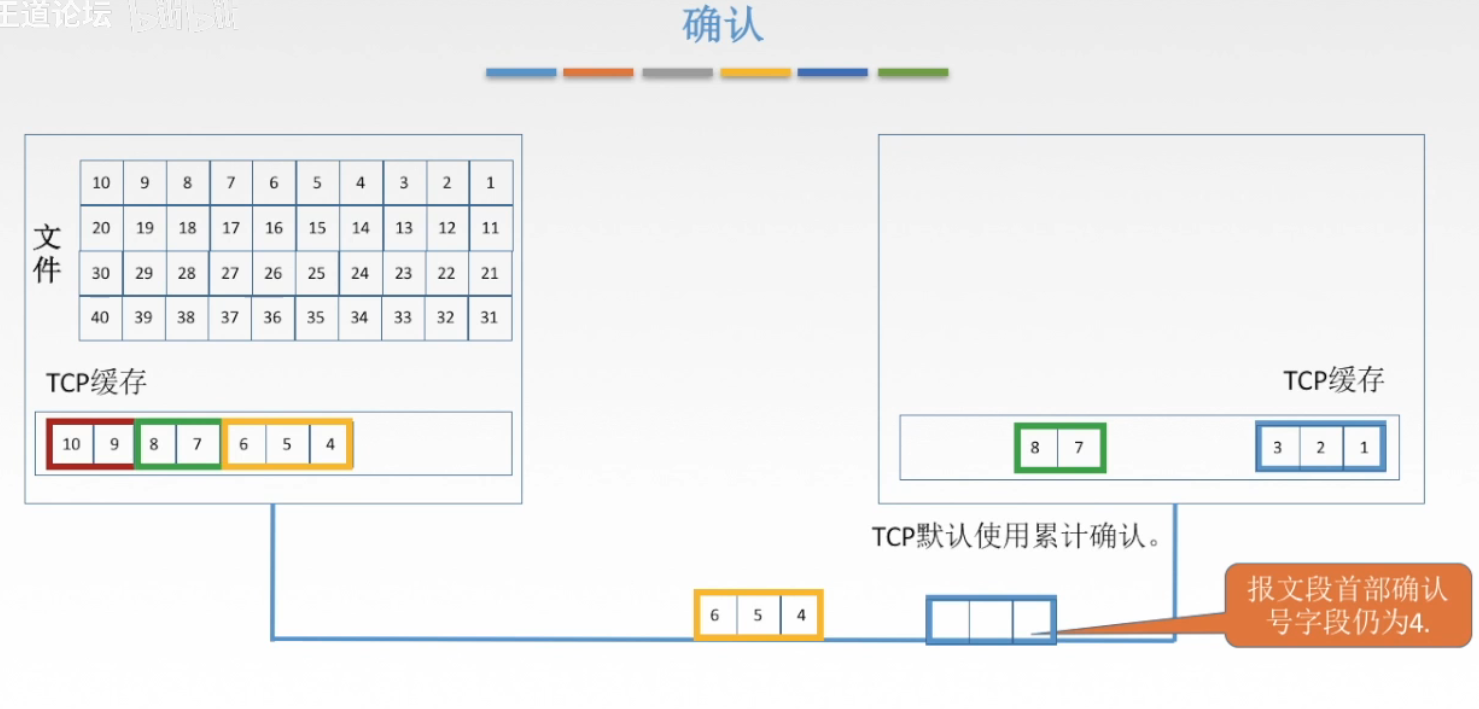 王道论坛 bilibili
确认
文件
10 9 8 7 6 5 4 3 2 1
20 19 18 17 16 15 14 13 12 11
30 29 28 27 26 25 24 23 22 21
40 39 38 37 36 35 34 33 32 31
TCP缓存
10 9 8 7 6 5 4
TCP缓存
8 7 3 2 1
TCP默认使用累计确认。
6 5 4
报文段首部确认
号字段仍为4.